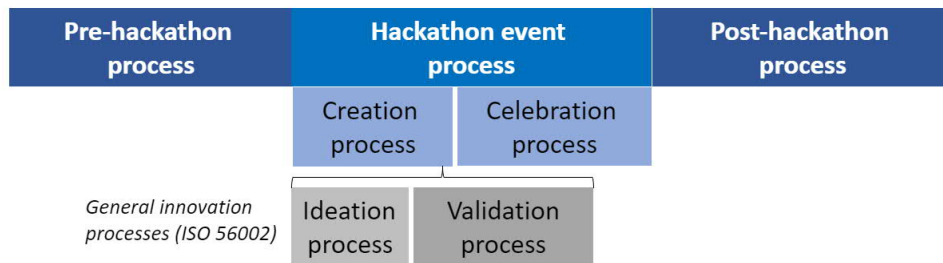 Pre-hackathon
process
Hackathon event
process
Post-hackathon
process
Creation
process
Celebration
process
General innovation
processes (ISO 56002)
Ideation
process
Validation
process